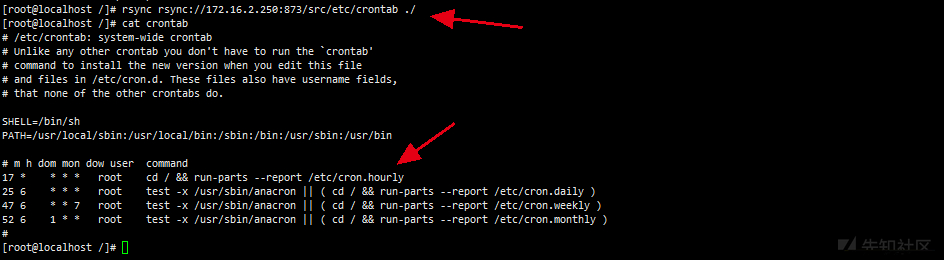 [root@localhost /]# rsync rsync://172.16.2.250:873/src/etc/crontab ./
[root@localhost /]# cat crontab
# /etc/crontab: system-wide crontab
# Unlike any other crontab you don't have to run the `crontab'
# command to install the new version when you edit this file
# and files in /etc/cron.d. These files also have username fields,
# that none of the other crontabs do.
SHELL=/bin/sh
PATH=/usr/local/sbin:/usr/local/bin:/sbin:/bin:/usr/sbin:/usr/bin
# m h dom mon dow user  command
17 *    * * *   root    cd / && run-parts --report /etc/cron.hourly
25 6    * * *   root    test -x /usr/sbin/anacron || ( cd / && run-parts --report /etc/cron.daily )
47 6    * * 7   root    test -x /usr/sbin/anacron || ( cd / && run-parts --report /etc/cron.weekly )
52 6    1 * *   root    test -x /usr/sbin/anacron || ( cd / && run-parts --report /etc/cron.monthly )
#
[root@localhost /]#
先知社区